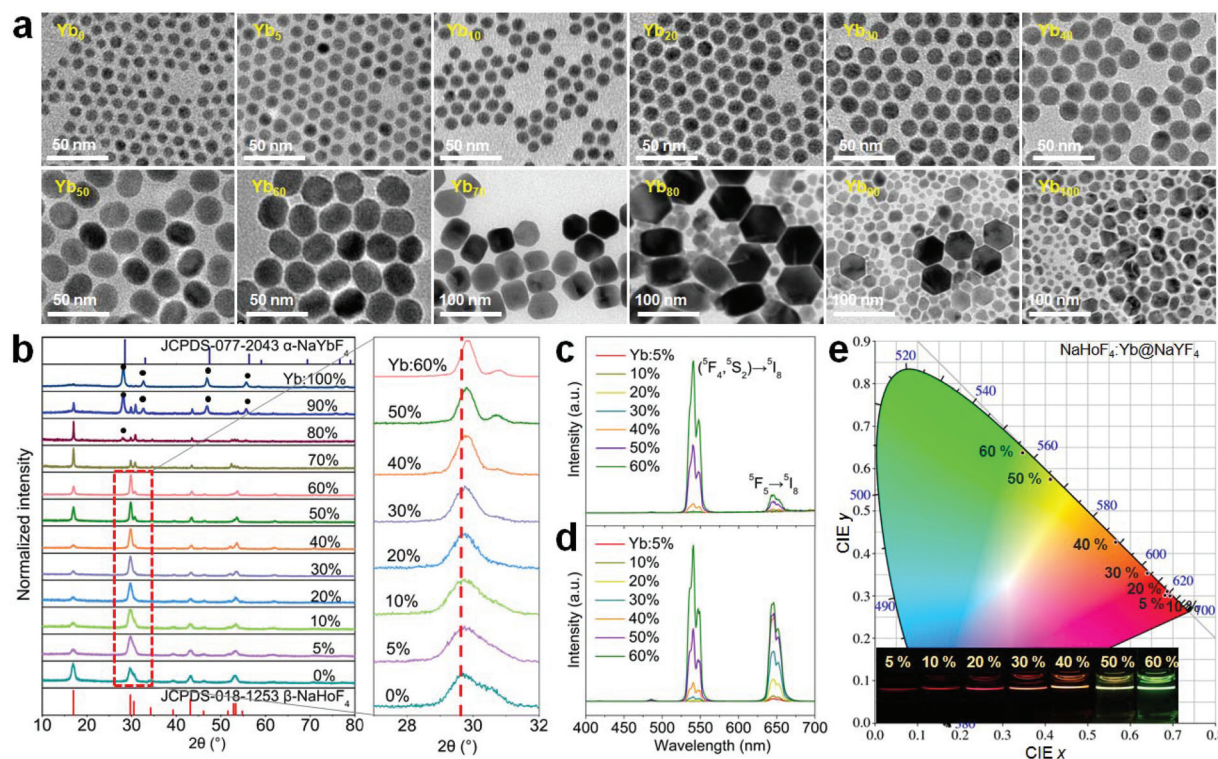 a
Yb0 Yb5 Yb10 Yb20 Yb30 Yb40
50 nm 50 nm 50 nm 50 nm 50 nm 50 nm
Yb50 Yb60 Yb70 Yb80 Yb90 Yb100
50 nm 50 nm 100 nm 100 nm 100 nm 100 nm
b
JCPDS-077-2043 α-NaYbF4
Yb:100%
90%
80%
70%
60%
50%
40%
30%
20%
10%
5%
0%
JCPDS-018-1253 β-NaHoF4
Normalized intensity
10 20 30 40 50 60 70 80
2θ (°)
Yb:60%
50%
40%
30%
20%
10%
5%
0%
28 30 32
2θ (°)
c
Yb:5%
10%
20%
30%
40%
50%
60%
(5F4,5S2)→5I8
5F5→5I8
Intensity (a.u.)
d
Yb:5%
10%
20%
30%
40%
50%
60%
Intensity (a.u.)
400 450 500 550 600 650 700
Wavelength (nm)
e
NaHoF4:Yb@NaYF4
0.9
0.8
0.7
0.6
0.5
0.4
0.3
0.2
0.1
0.0
CIE y
520
540
560
580
600
620
700
500
490
60 %
50 %
40 %
30 %
20 %
5 %
5 % 10 % 20 % 30 % 40 % 50 % 60 %
0.0 0.1 0.2 0.3 0.4 0.5 0.6 0.7 0.8
CIE x